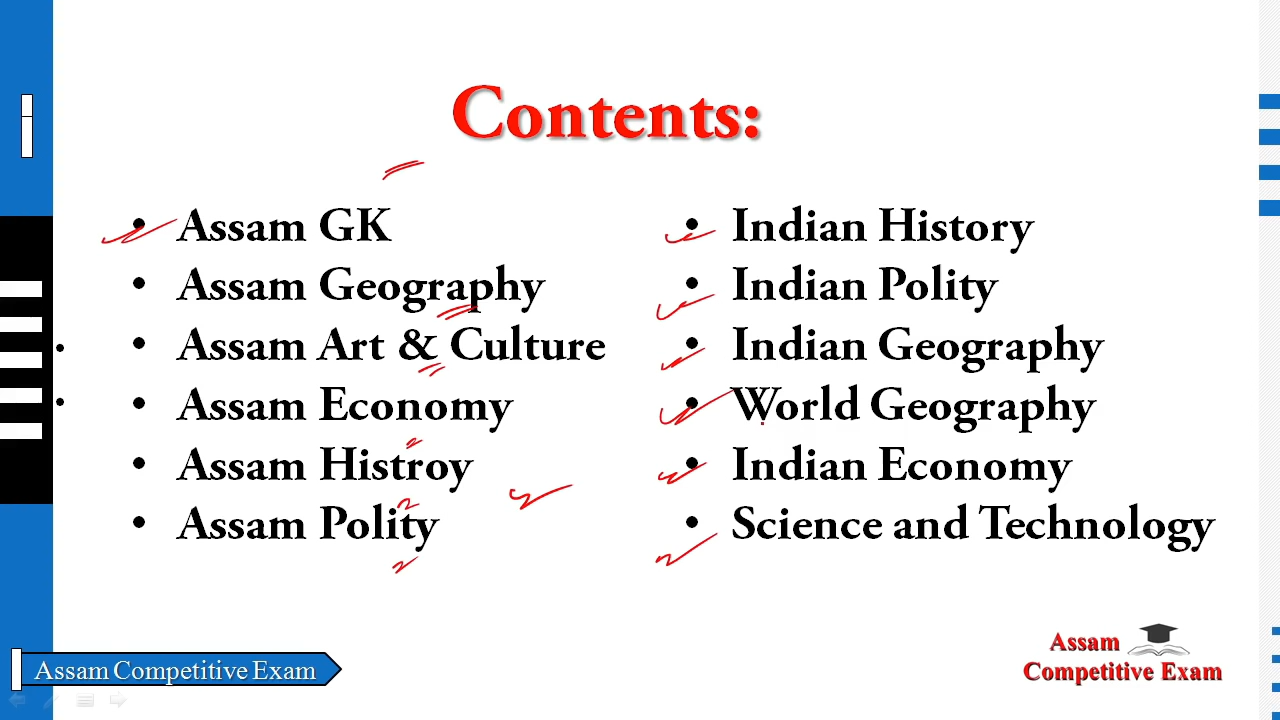 Contents:
• Assam GK
• Assam Geography
• Assam Art & Culture
• Assam Economy
• Assam Histroy
• Assam Polity
• Indian History
• Indian Polity
• Indian Geography
• World Geography
• Indian Economy
• Science and Technology
Assam Competitive Exam
Assam
Competitive Exam